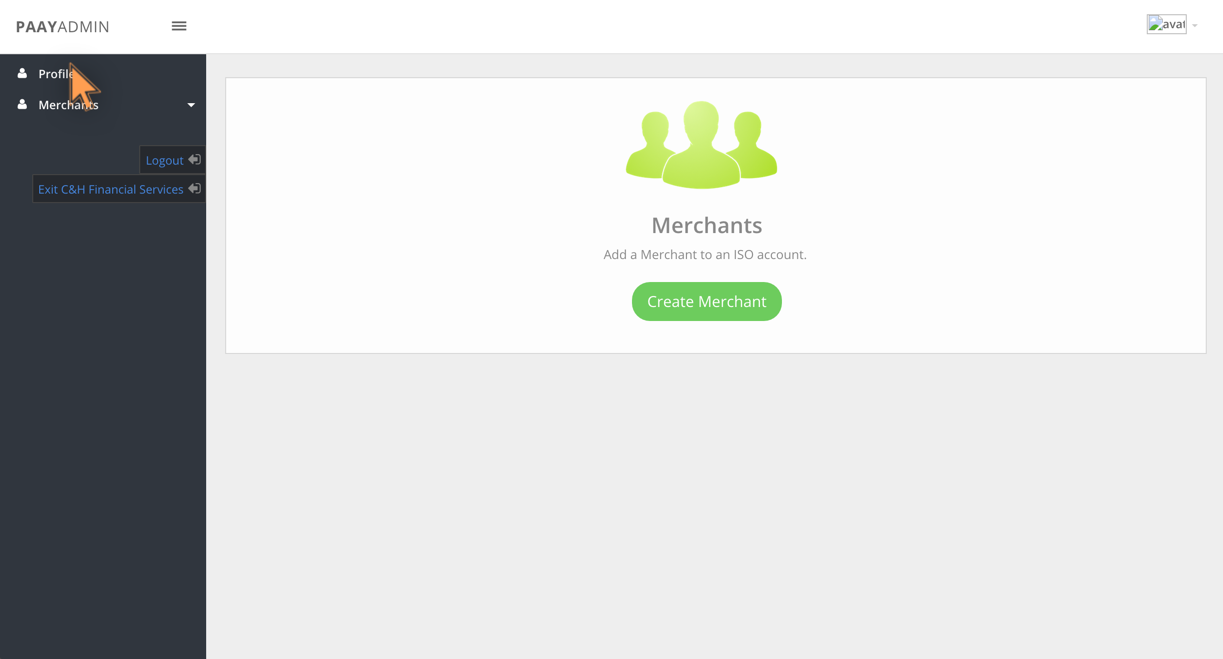 PAAYADMIN
avat
Profile
Merchants
Logout
Exit C&H Financial Services
Merchants
Add a Merchant to an ISO account.
Create Merchant